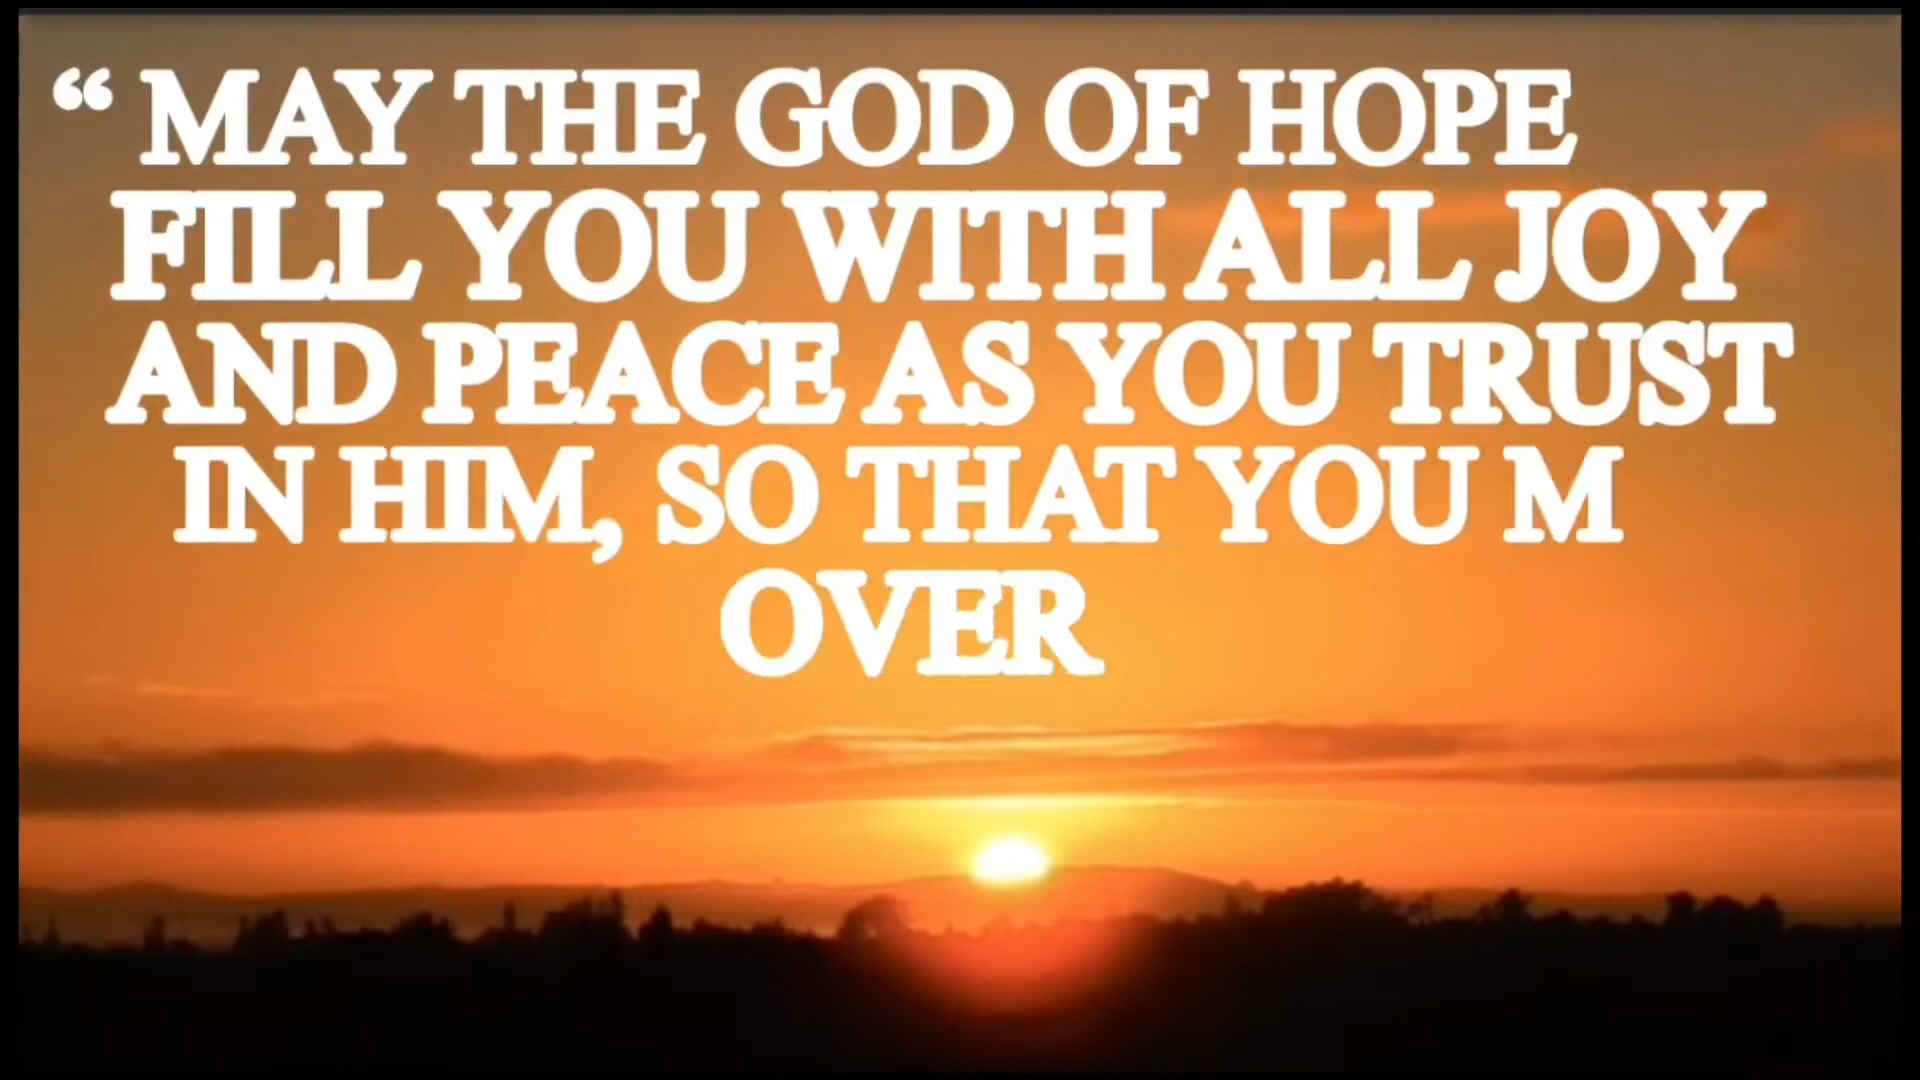 “ MAY THE GOD OF HOPE
FILL YOU WITH ALL JOY
AND PEACE AS YOU TRUST
IN HIM, SO THAT YOU M
OVER